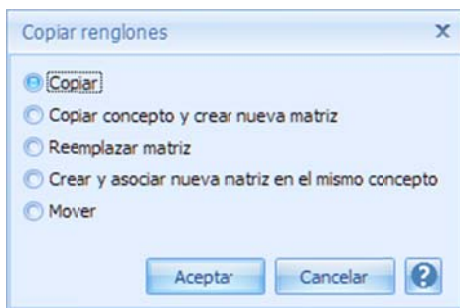 Copiar renglones
Copiar
Copiar concepto y crear nueva matriz
Reemplazar matriz
Crear y asociar nueva natriz en el mismo concepto
Mover
Aceptar Cancelar ?